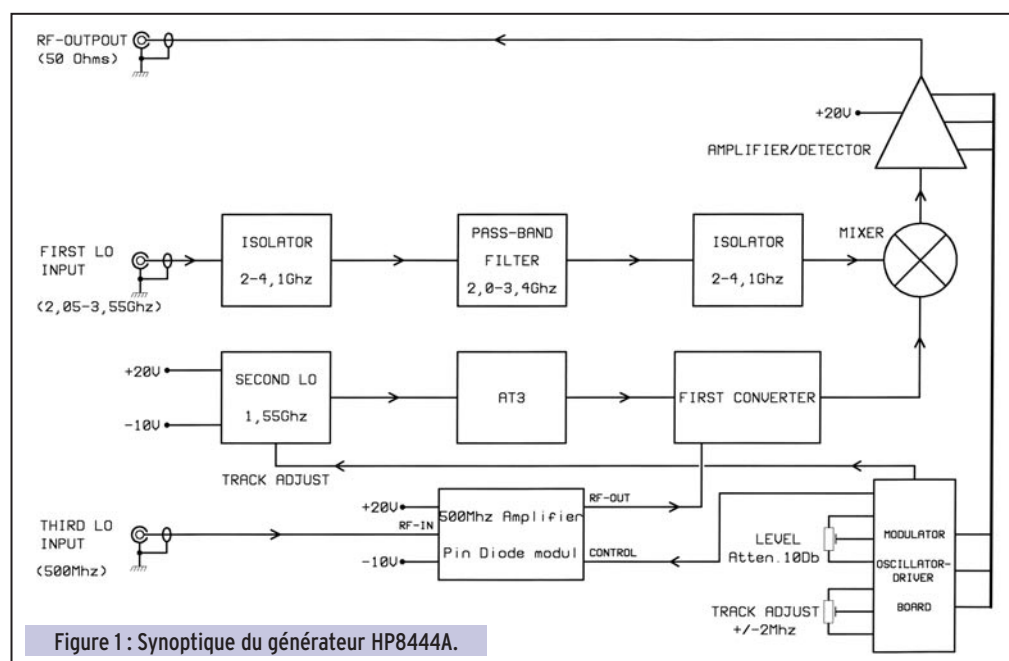 RF-OUTPOUT
(50 Ohms)
+20V
AMPLIFIER/DETECTOR
FIRST LO
INPUT
(2,05-3,55Ghz)
ISOLATOR
2-4,1Ghz
PASS-BAND
FILTER
2,0-3,4Ghz
ISOLATOR
2-4,1Ghz
MIXER
+20V
-10V
SECOND LO
1,55Ghz
AT3
FIRST CONVERTER
TRACK ADJUST
THIRD LO
INPUT
(500Mhz)
+20V
RF-IN
-10V
500Mhz Amplifier
Pin Diode modul
RF-OUT
CONTROL
LEVEL
Atten.10Db
TRACK ADJUST
+/-2Mhz
MODULATOR
OSCILLATOR-
DRIVER
BOARD
Figure 1 : Synoptique du générateur HP8444A.